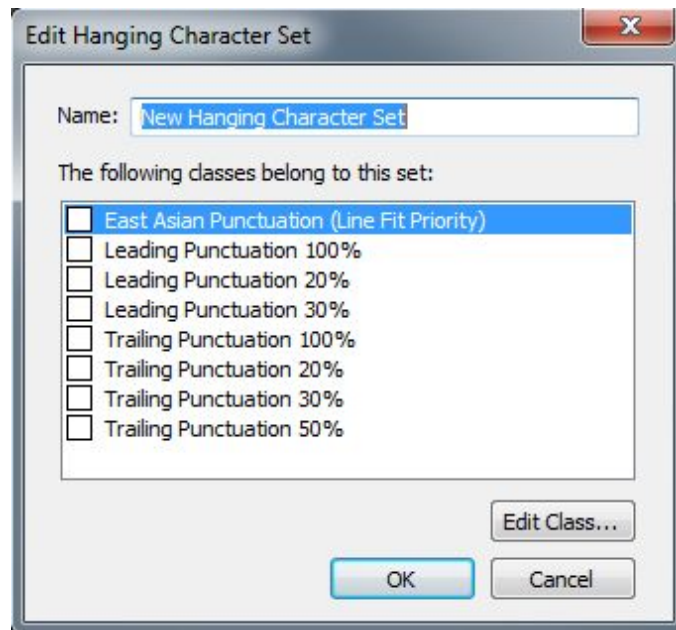 Edit Hanging Character Set
Name: New Hanging Character Set
The following classes belong to this set:
East Asian Punctuation (Line Fit Priority)
Leading Punctuation 100%
Leading Punctuation 20%
Leading Punctuation 30%
Trailing Punctuation 100%
Trailing Punctuation 20%
Trailing Punctuation 30%
Trailing Punctuation 50%
Edit Class...
OK Cancel